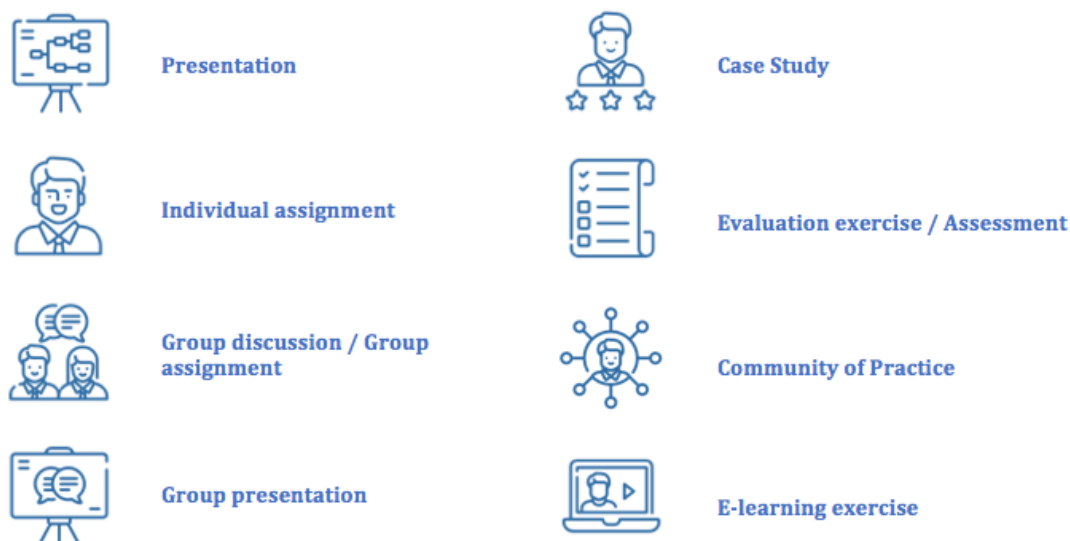 Presentation
Case Study
Individual assignment
Evaluation exercise / Assessment
Group discussion / Group
assignment
Community of Practice
Group presentation
E-learning exercise